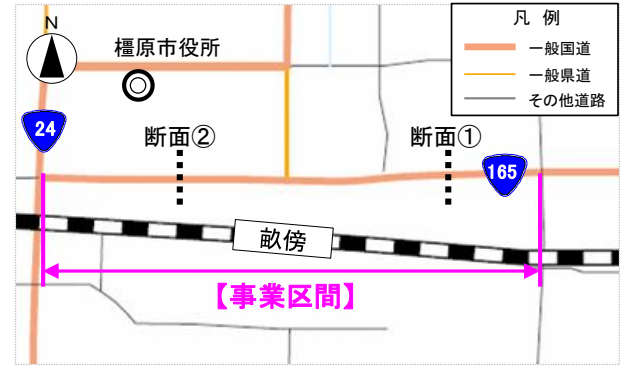 N
橿原市役所
凡 例
一般国道
一般県道
その他道路
24
断面②
断面①
165
畝傍
【事業区間】